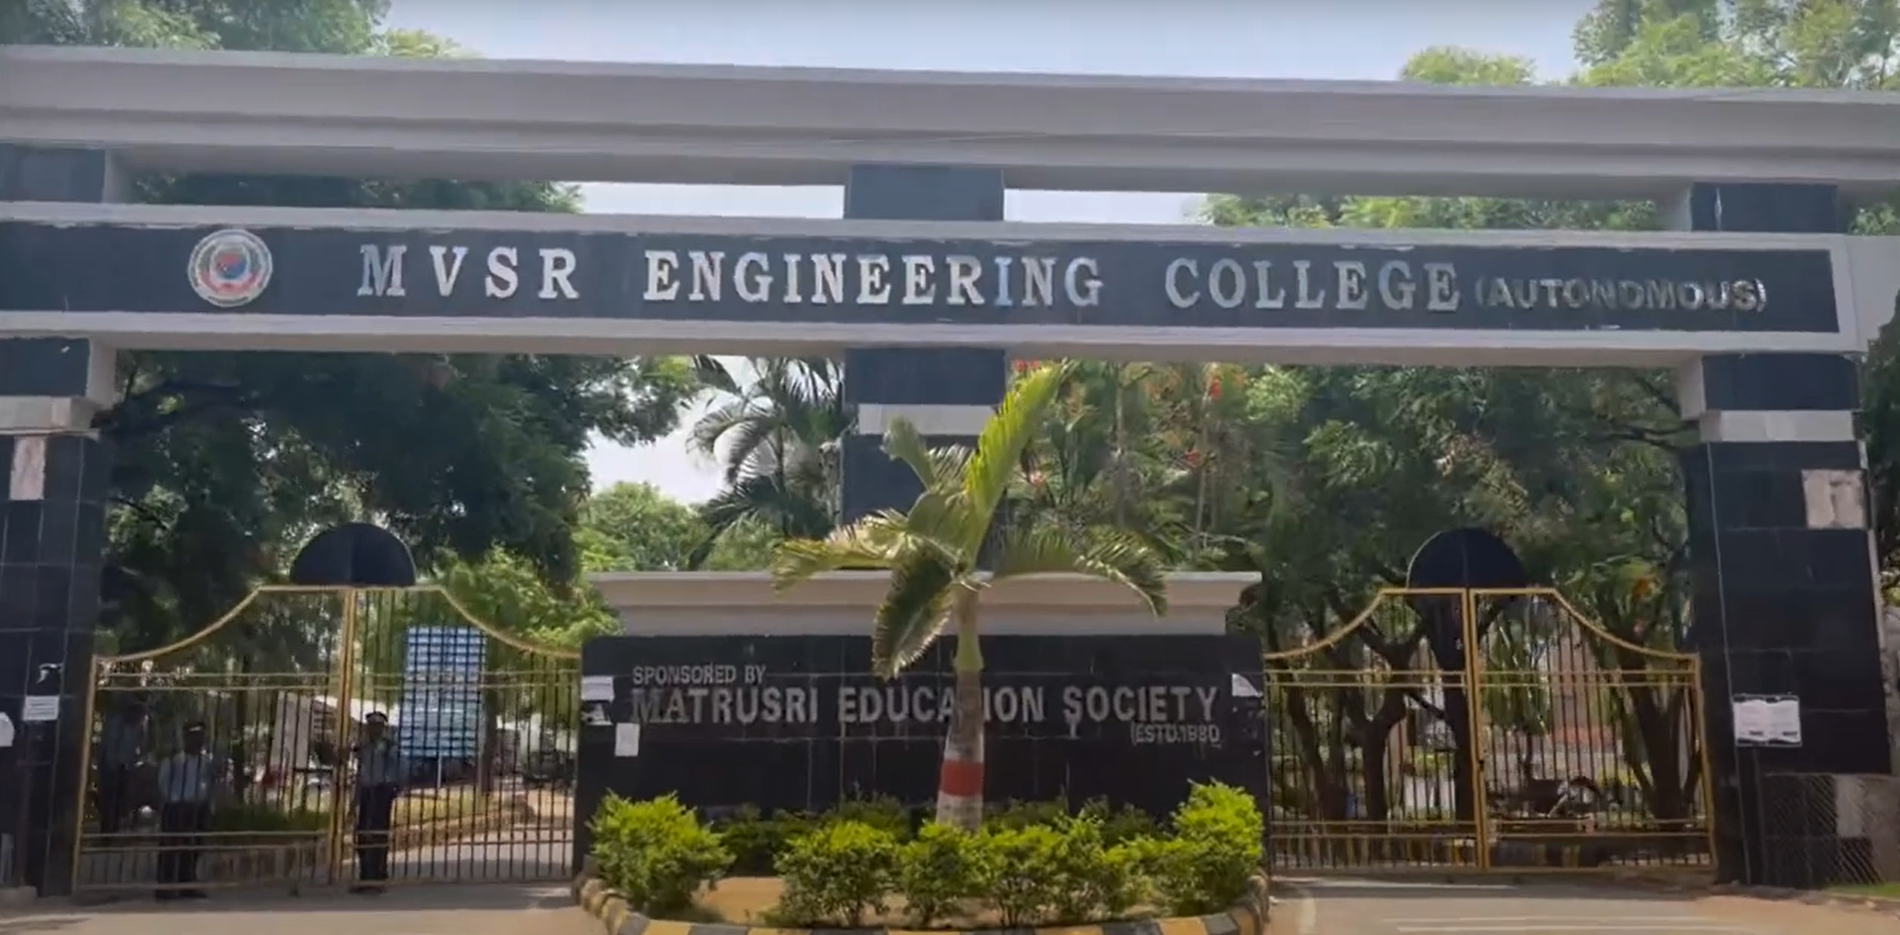 MVSR ENGINEERING COLLEGE (AUTONOMOUS)
SPONSORED BY
MATRUSRI EDUCATION SOCIETY
(ESTD.1980